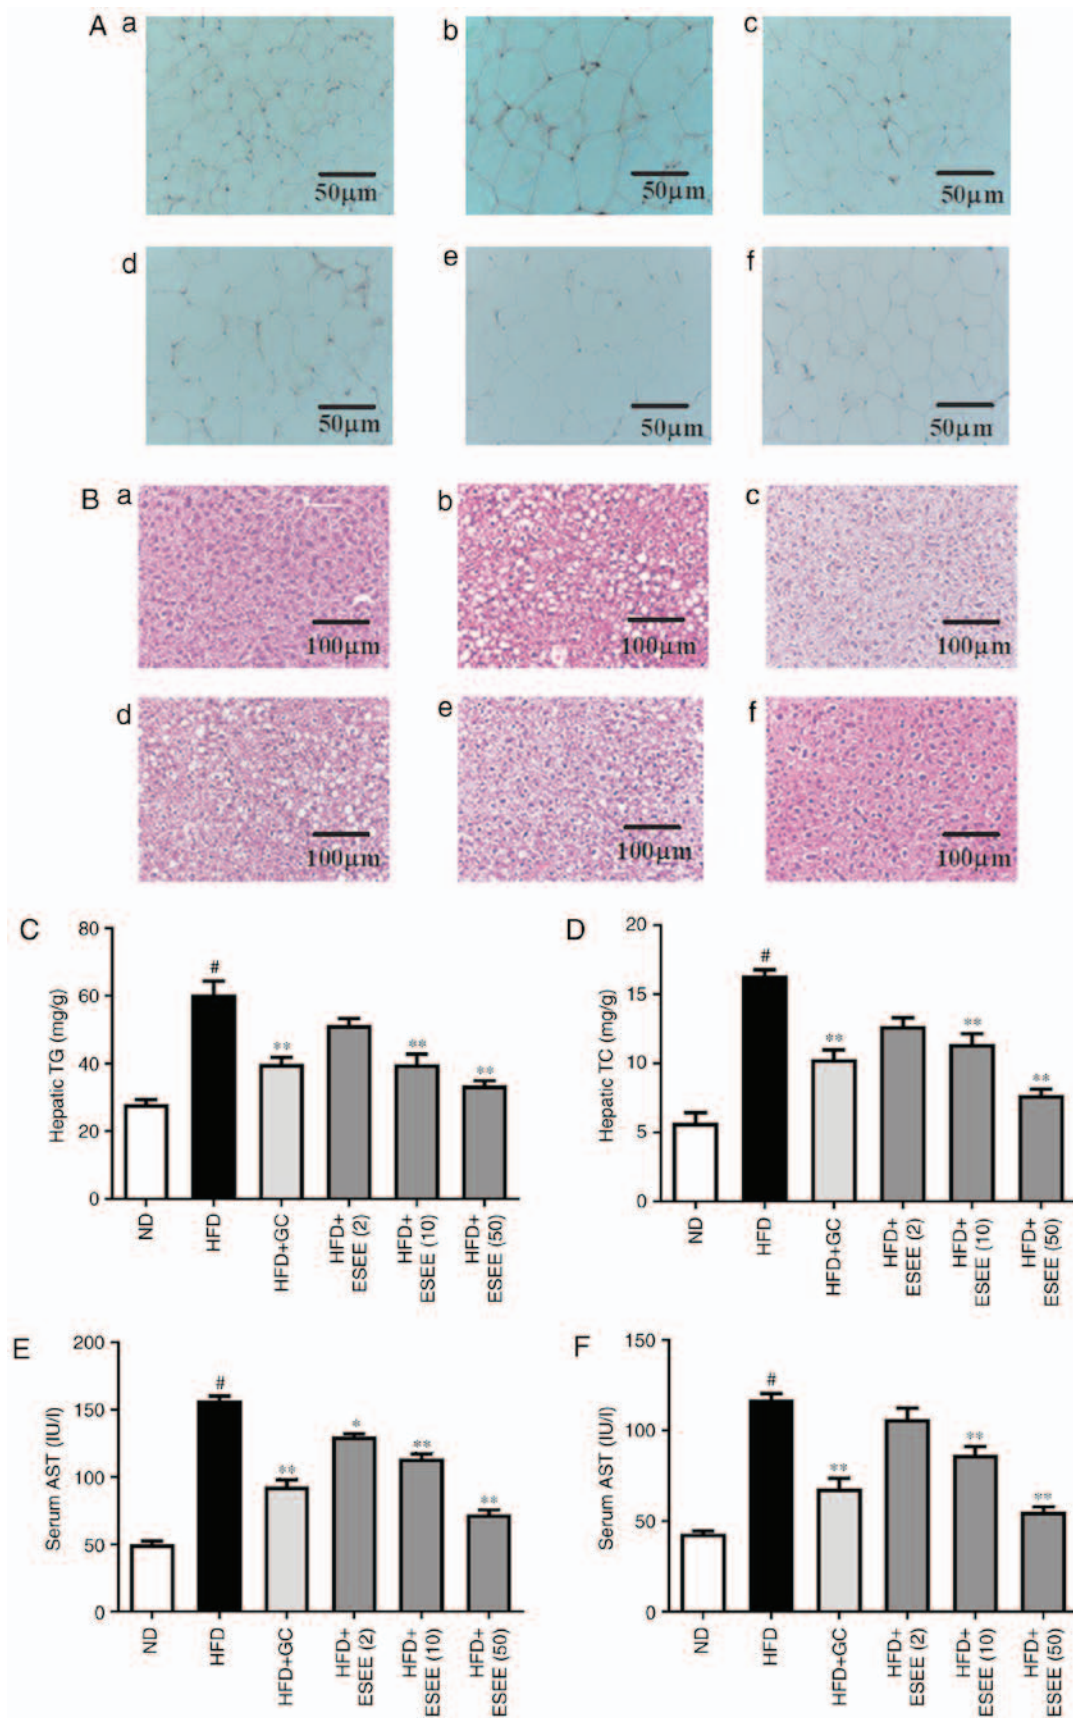 A a b c
50μm 50μm 50μm
d e f
50μm 50μm 50μm
B a b c
100μm 100μm 100μm
d e f
100μm 100μm 100μm
C
Hepatic TG (mg/g)
80
60
40
20
0
#
**
**
**
ND
HFD
HFD+GC
HFD+
ESEE (2)
HFD+
ESEE (10)
HFD+
ESEE (50)
D
Hepatic TC (mg/g)
20
15
10
5
0
#
**
**
**
ND
HFD
HFD+GC
HFD+
ESEE (2)
HFD+
ESEE (10)
HFD+
ESEE (50)
E
Serum AST (IU/l)
200
150
100
50
0
#
**
*
**
**
ND
HFD
HFD+GC
HFD+
ESEE (2)
HFD+
ESEE (10)
HFD+
ESEE (50)
F
Serum AST (IU/l)
150
100
50
0
#
**
**
**
ND
HFD
HFD+GC
HFD+
ESEE (2)
HFD+
ESEE (10)
HFD+
ESEE (50)